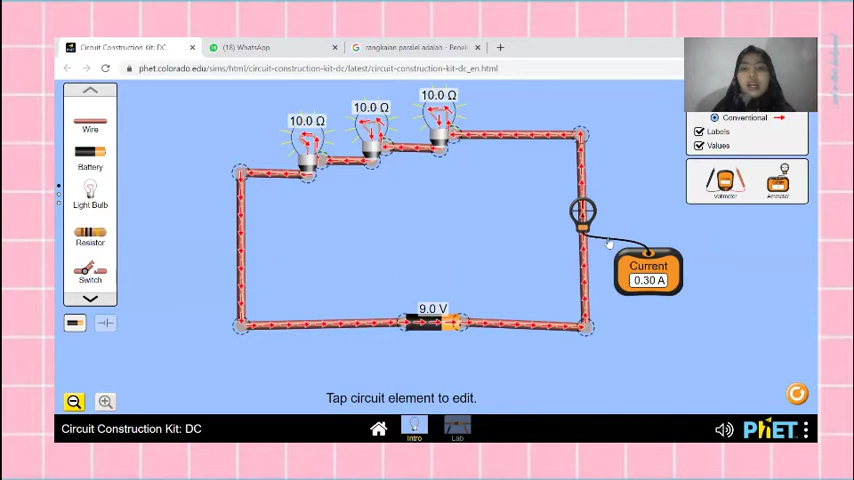 Circuit Construction Kit: DC
(18) WhatsApp
rangkaian paralel adalah - Penel
phet.colorado.edu/sims/html/circuit-construction-kit-dc/latest/circuit-construction-kit-dc_en.html
Wire
Battery
Light Bulb
Resistor
Switch
10.0 Ω
10.0 Ω
10.0 Ω
9.0 V
Current
0.30 A
Conventional
Labels
Values
Voltmeter
Ammeter
Tap circuit element to edit.
Circuit Construction Kit: DC
Intro
Lab
PhET